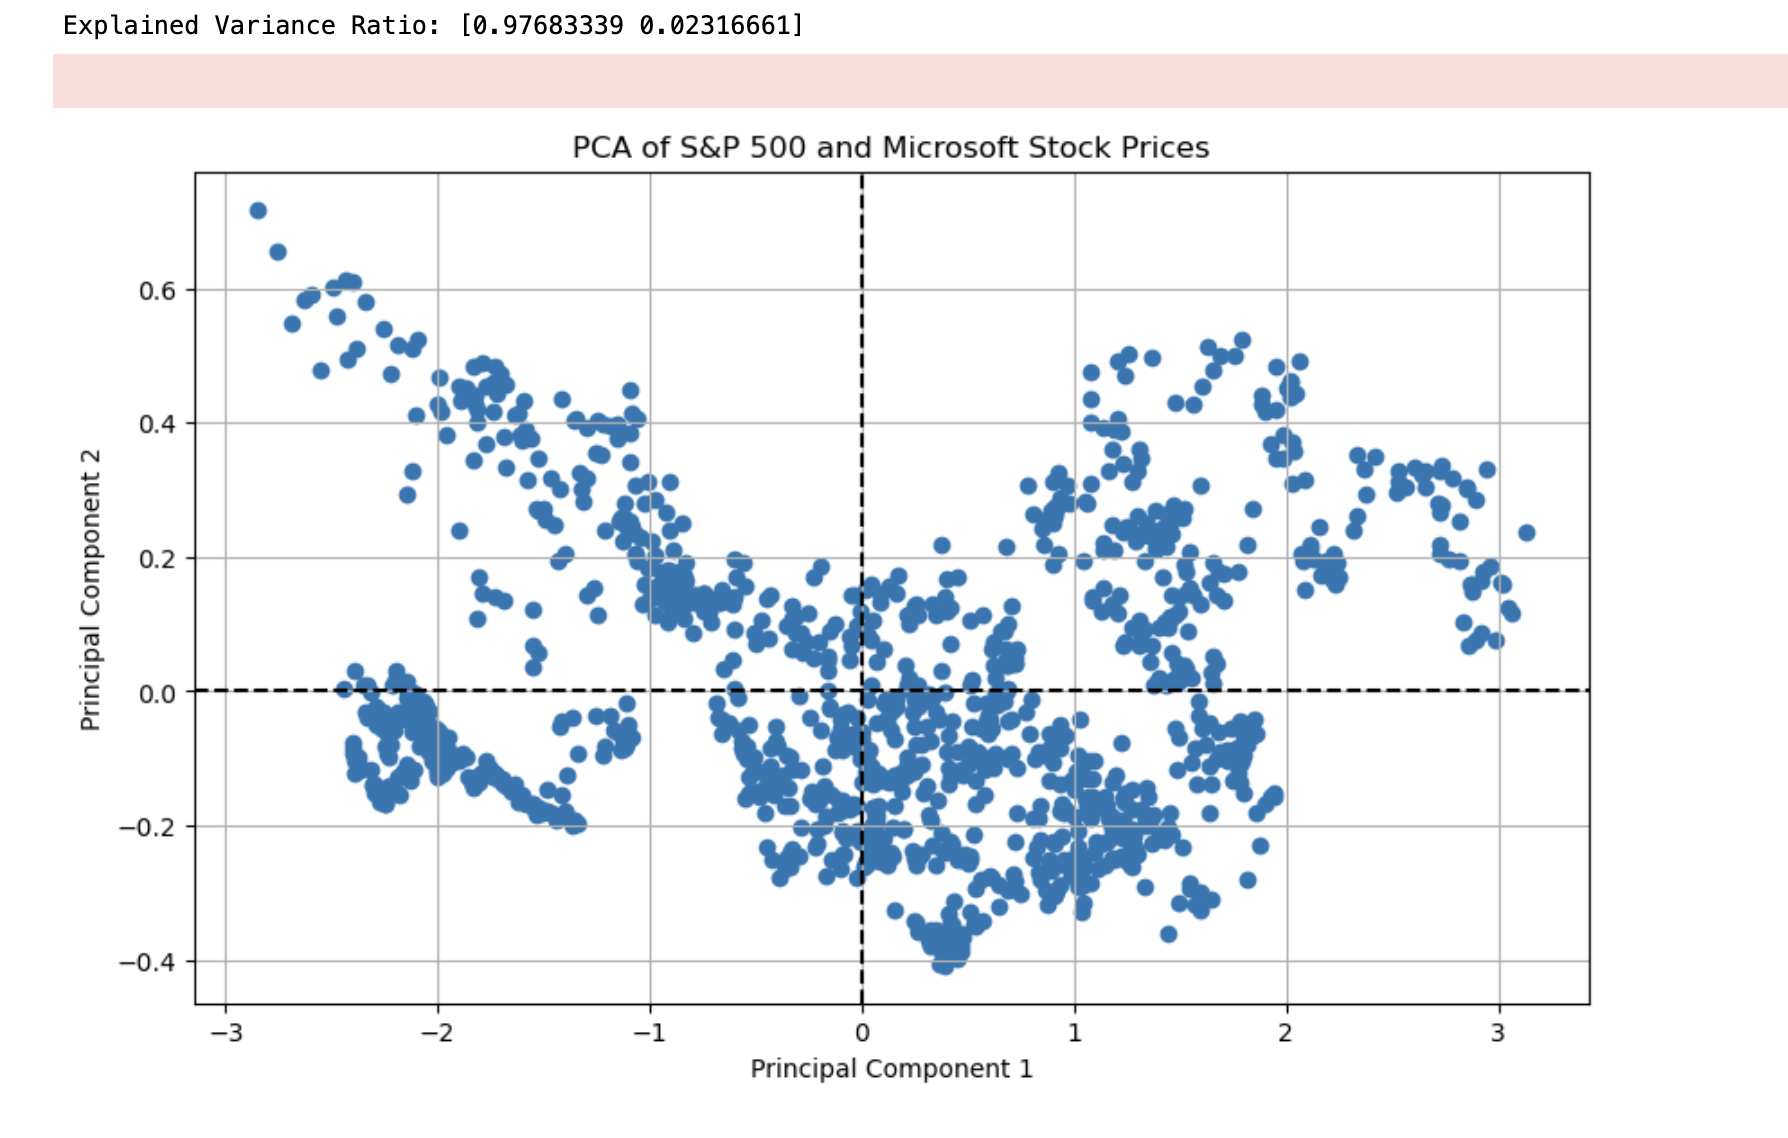 Explained Variance Ratio: [0.97683339 0.02316661]
PCA of S&P 500 and Microsoft Stock Prices
0.6
0.4
0.2
0.0
−0.2
−0.4
Principal Component 2
−3 −2 −1 0 1 2 3
Principal Component 1